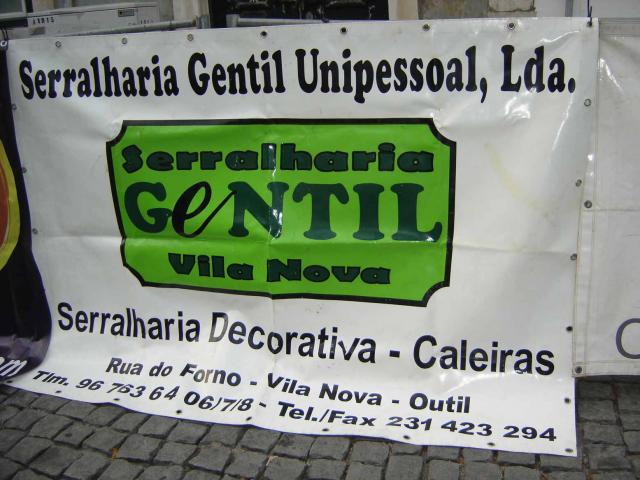 Serralharia Gentil Unipessoal, Lda.
Serralharia
GeNTIL
Vila Nova
Serralharia Decorativa - Caleiras
Rua do Forno - Vila Nova - Outil
Tlm. 96 763 64 06/7/8 - Tel./Fax 231 423 294